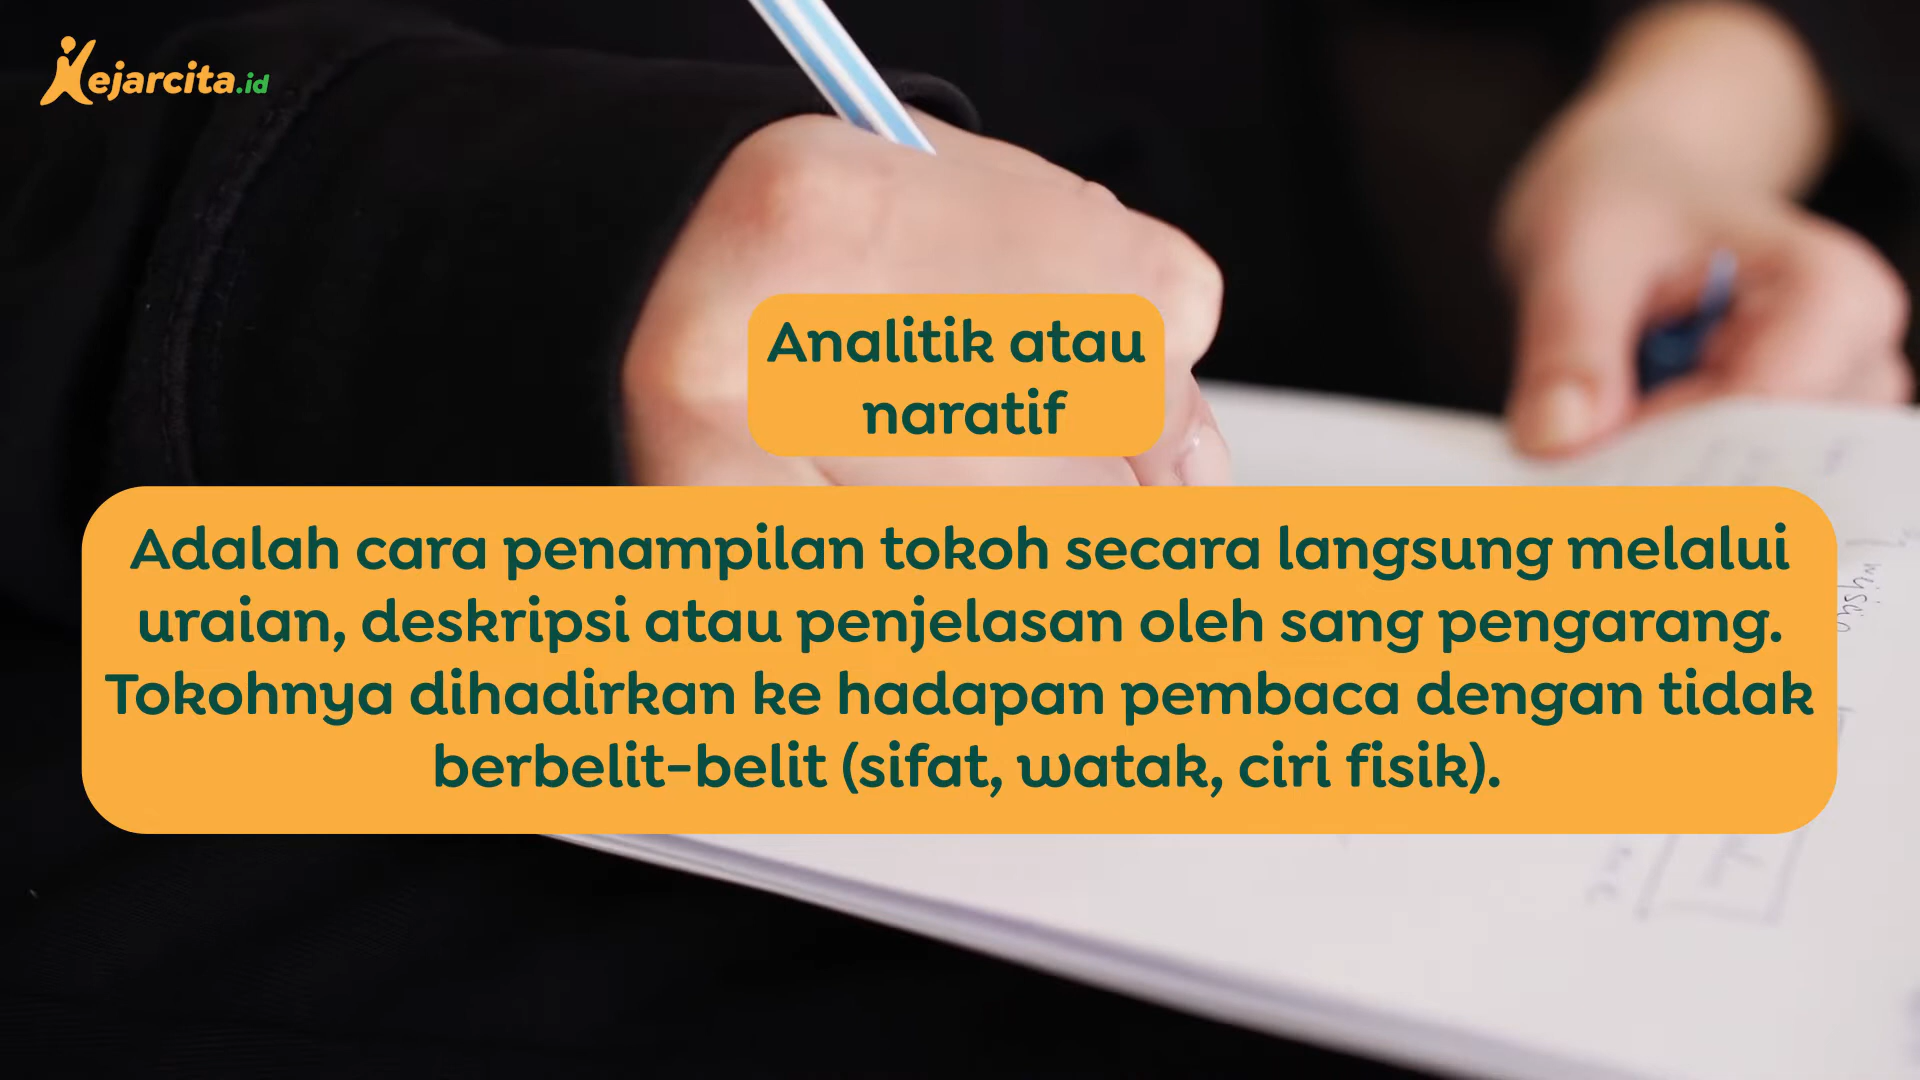 Kejarcita.id
Analitik atau
naratif
Adalah cara penampilan tokoh secara langsung melalui
uraian, deskripsi atau penjelasan oleh sang pengarang.
Tokohnya dihadirkan ke hadapan pembaca dengan tidak
berbelit-belit (sifat, watak, ciri fisik).